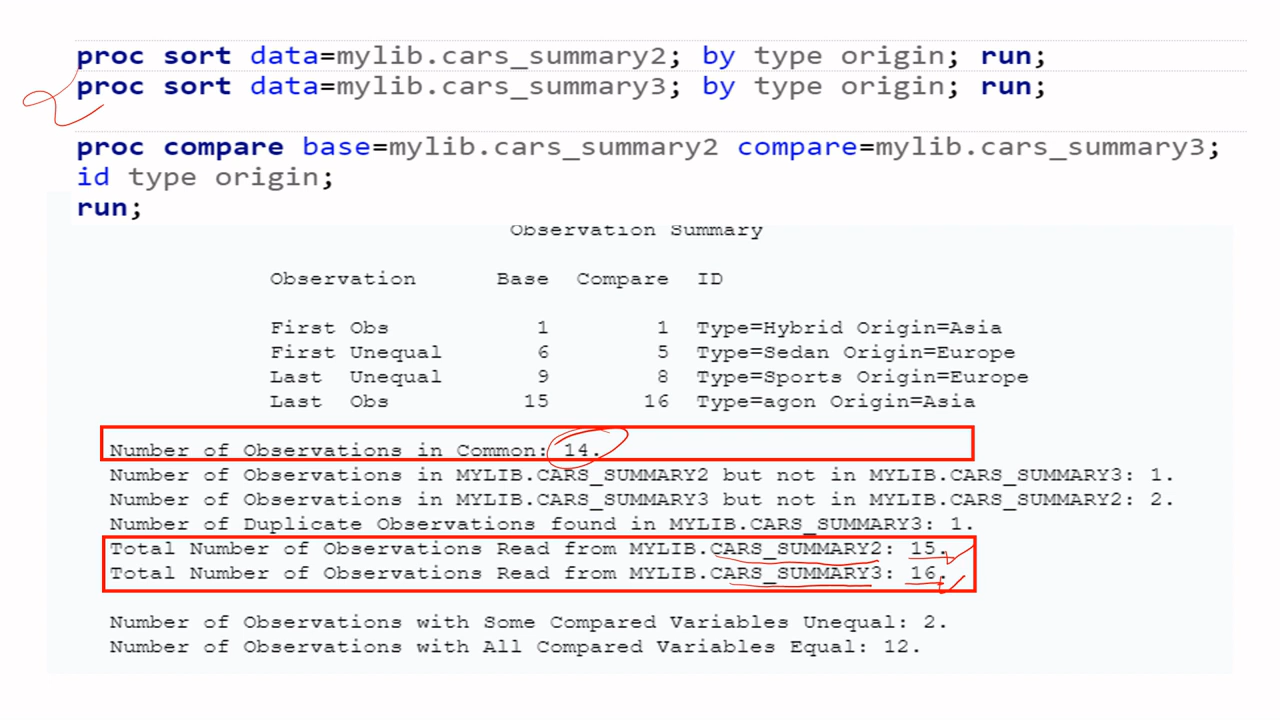 proc sort data=mylib.cars_summary2; by type origin; run;
proc sort data=mylib.cars_summary3; by type origin; run;
proc compare base=mylib.cars_summary2 compare=mylib.cars_summary3;
id type origin;
run;
Observation Summary
Observation Base Compare ID
First Obs 1 1 Type=Hybrid Origin=Asia
First Unequal 6 5 Type=Sedan Origin=Europe
Last Unequal 9 8 Type=Sports Origin=Europe
Last Obs 15 16 Type=agon Origin=Asia
Number of Observations in Common: 14.
Number of Observations in MYLIB.CARS_SUMMARY2 but not in MYLIB.CARS_SUMMARY3: 1.
Number of Observations in MYLIB.CARS_SUMMARY3 but not in MYLIB.CARS_SUMMARY2: 2.
Number of Duplicate Observations found in MYLIB.CARS_SUMMARY3: 1.
Total Number of Observations Read from MYLIB.CARS_SUMMARY2: 15.
Total Number of Observations Read from MYLIB.CARS_SUMMARY3: 16.
Number of Observations with Some Compared Variables Unequal: 2.
Number of Observations with All Compared Variables Equal: 12.